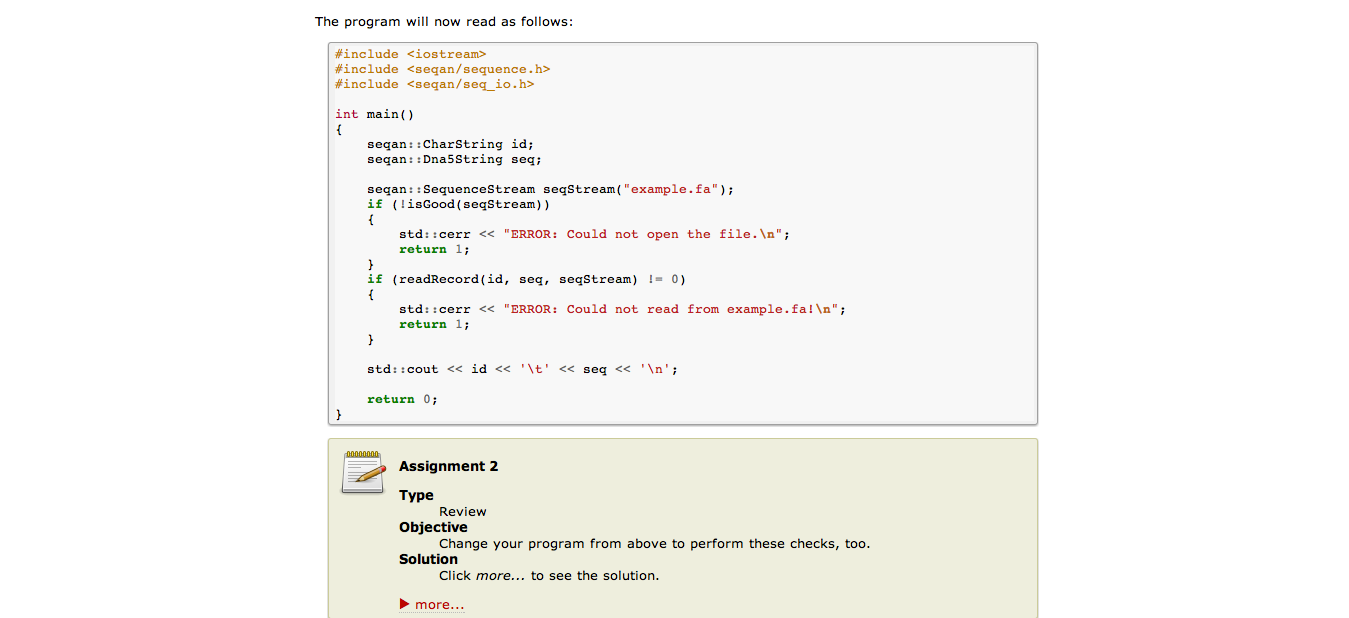 The program will now read as follows:
#include <iostream>
#include <seqan/sequence.h>
#include <seqan/seq_io.h>
int main()
{
    seqan::CharString id;
    seqan::Dna5String seq;
    seqan::SequenceStream seqStream("example.fa");
    if (!isGood(seqStream))
    {
        std::cerr << "ERROR: Could not open the file.\n";
        return 1;
    }
    if (readRecord(id, seq, seqStream) != 0)
    {
        std::cerr << "ERROR: Could not read from example.fa!\n";
        return 1;
    }
    std::cout << id << '\t' << seq << '\n';
    return 0;
}
Assignment 2
Type
Review
Objective
Change your program from above to perform these checks, too.
Solution
Click more... to see the solution.
more...